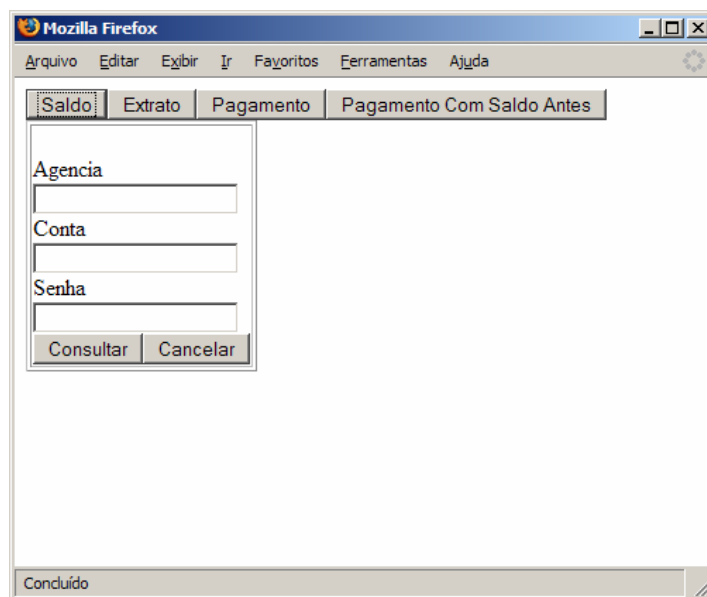 Mozilla Firefox
Arquivo Editar Exibir Ir Favoritos Ferramentas Ajuda
Saldo Extrato Pagamento Pagamento Com Saldo Antes
Agencia
Conta
Senha
Consultar Cancelar
Concluído